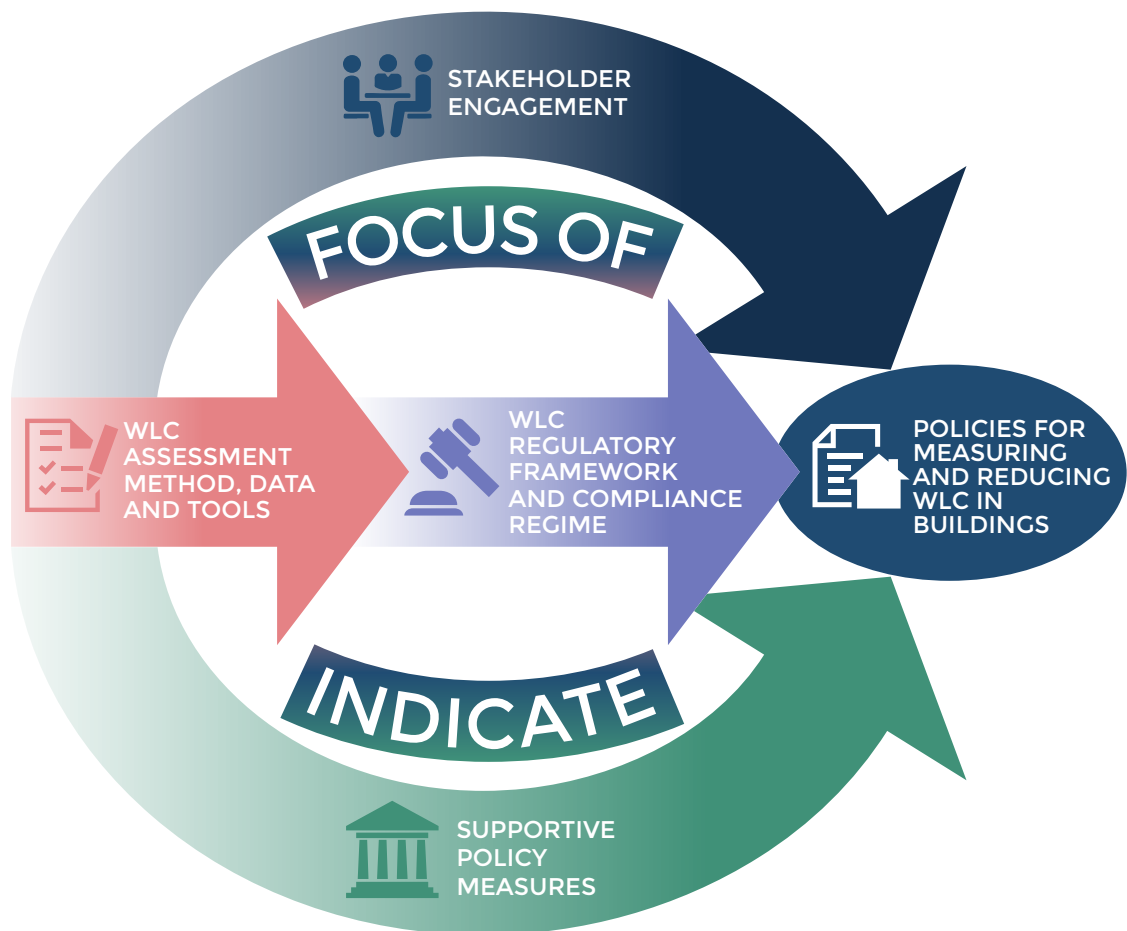 STAKEHOLDER
ENGAGEMENT
FOCUS OF
WLC
ASSESSMENT
METHOD, DATA
AND TOOLS
WLC
REGULATORY
FRAMEWORK
AND COMPLIANCE
REGIME
POLICIES FOR
MEASURING
AND REDUCING
WLC IN
BUILDINGS
INDICATE
SUPPORTIVE
POLICY
MEASURES